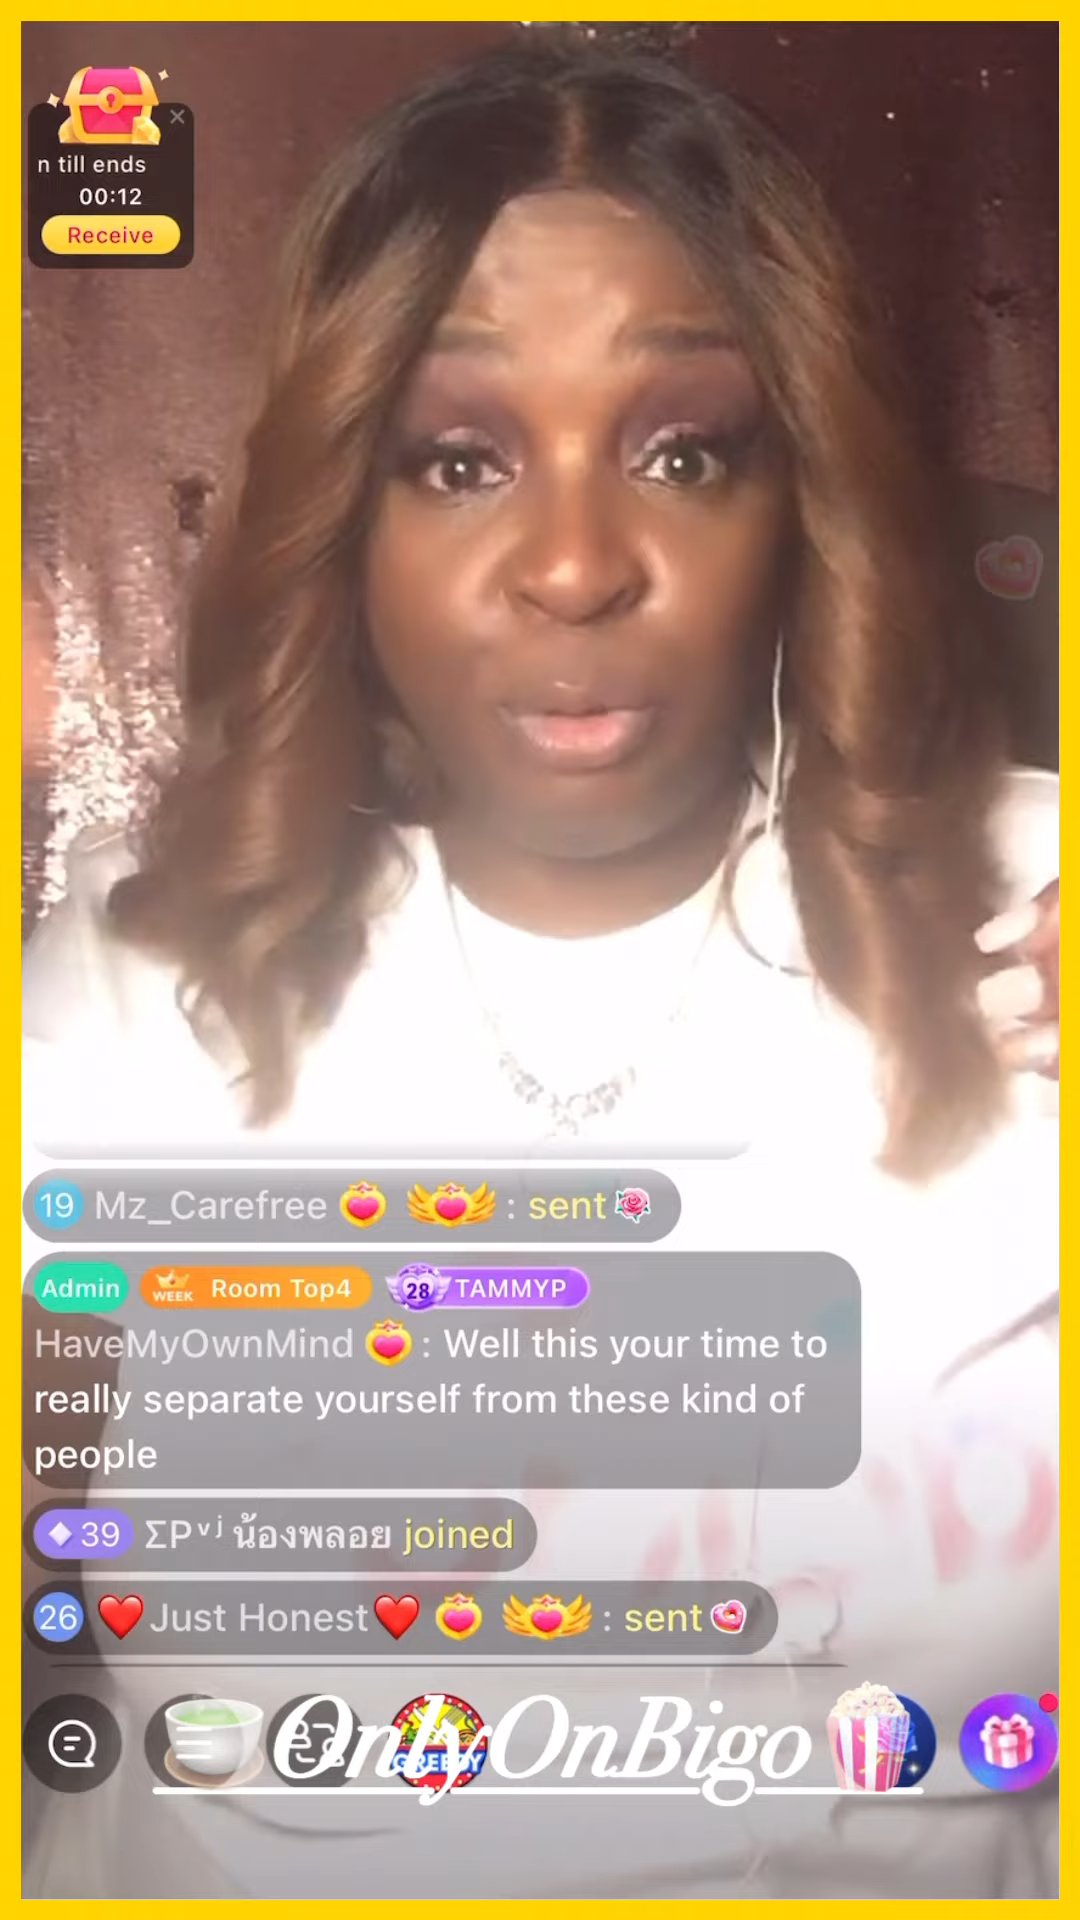 n till ends
00:12
Receive
19 Mz_Carefree : sent
Admin WEEK Room Top4 28 TAMMYP
HaveMyOwnMind : Well this your time to
really separate yourself from these kind of
people
39 ΣPᵛʲ น้องพลอย joined
26 Just Honest : sent
GREEDY
OnlyOnBigo